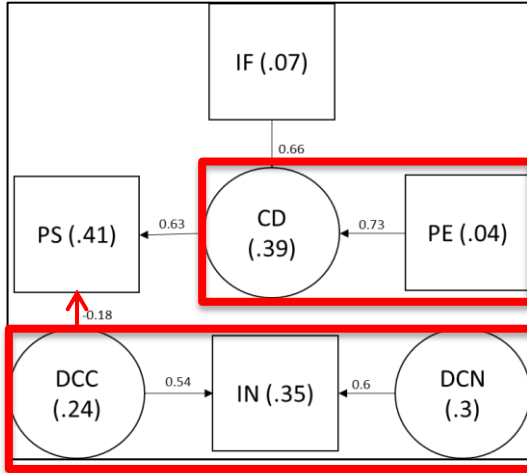 IF (.07)
0.66
PS (.41)
0.63
CD
(.39)
0.73
PE (.04)
-0.18
DCC
(.24)
0.54
IN (.35)
0.6
DCN
(.3)